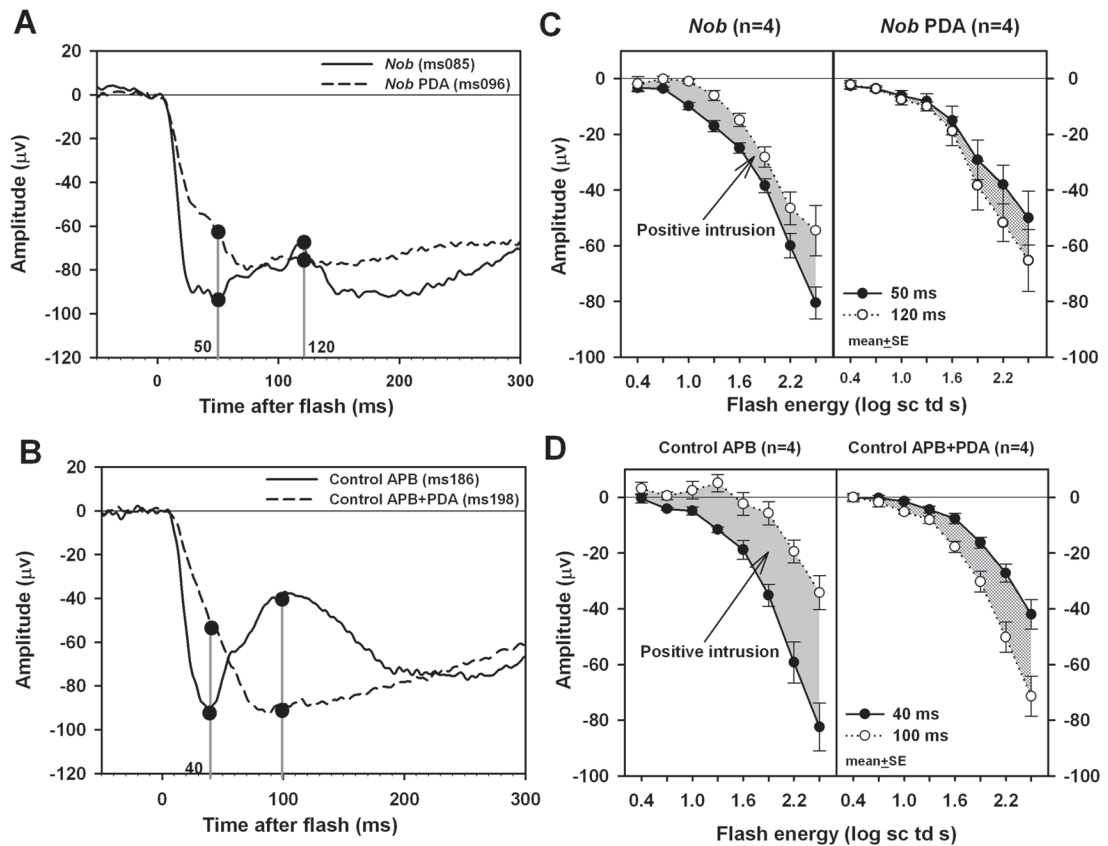 A
20
0
-20
-40
-60
-80
-100
-120
Amplitude (μv)
Nob (ms085)
Nob PDA (ms096)
50
120
0
100
200
300
Time after flash (ms)
B
20
0
-20
-40
-60
-80
-100
-120
Amplitude (μv)
Control APB (ms186)
Control APB+PDA (ms198)
40
0
100
200
300
Time after flash (ms)
C
Nob (n=4)
Nob PDA (n=4)
0
-20
-40
-60
-80
-100
Amplitude (μv)
Positive intrusion
50 ms
120 ms
mean+SE
0
-20
-40
-60
-80
-100
0.4
1.0
1.6
2.2
0.4
1.0
1.6
2.2
Flash energy (log sc td s)
D
Control APB (n=4)
Control APB+PDA (n=4)
0
-20
-40
-60
-80
-100
Amplitude (μv)
Positive intrusion
40 ms
100 ms
mean±SE
0
-20
-40
-60
-80
-100
0.4
1.0
1.6
2.2
0.4
1.0
1.6
2.2
Flash energy (log sc td s)